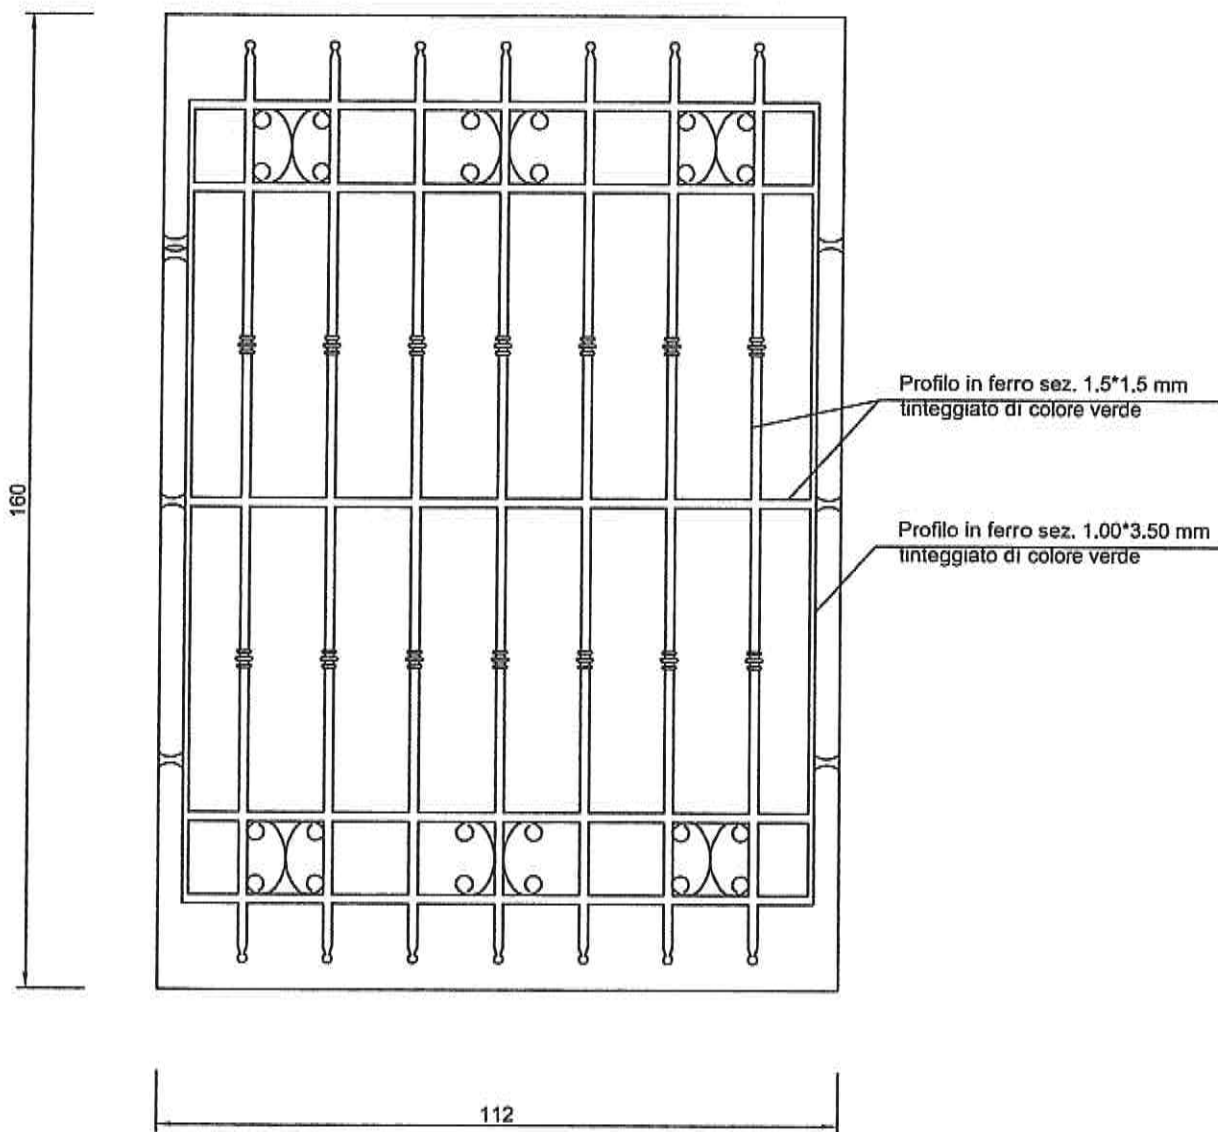 Profilo in ferro sez. 1.5*1.5 mm
tinteggiato di colore verde
160
Profilo in ferro sez. 1.00*3.50 mm
tinteggiato di colore verde
112